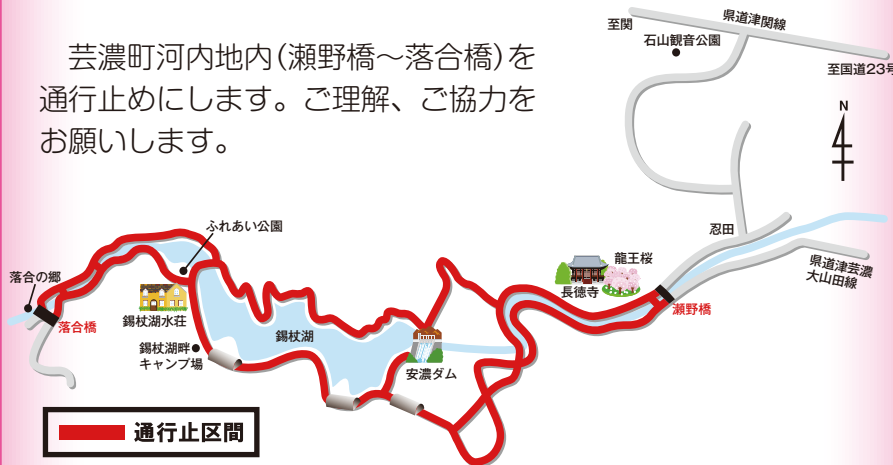 芸濃町河内地内(瀬野橋〜落合橋)を
通行止めにします。ご理解、ご協力を
お願いします。
至関
県道津関線
石山観音公園
至国道23号
N
忍田
県道津芸濃
大山田線
龍王桜
長徳寺
瀬野橋
ふれあい公園
落合の郷
落合橋
錫杖湖水荘
錫杖湖
錫杖湖畔
キャンプ場
安濃ダム
通行止区間